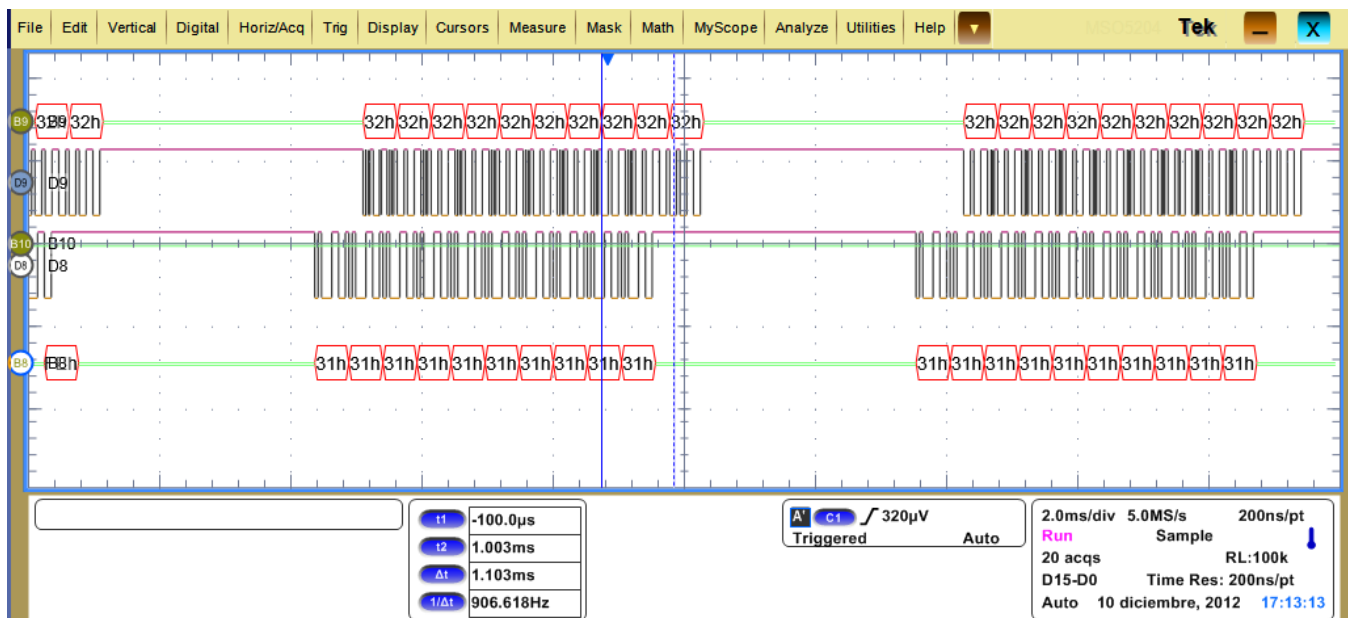 File Edit Vertical Digital Horiz/Acq Trig Display Cursors Measure Mask Math MyScope Analyze Utilities Help MSO5204 Tek X
B9 B9 32h 32h 32h 32h 32h 32h 32h 32h 32h 32h 32h 32h 32h 32h 32h 32h 32h 32h 32h 32h 32h
D9 D9
B10 B10
D8 D8
B8 31h 31h 31h 31h 31h 31h 31h 31h 31h 31h 31h 31h 31h 31h 31h 31h 31h 31h 31h 31h
t1 -100.0µs
t2 1.003ms
Δt 1.103ms
1/Δt 906.618Hz
A' C1 320µV
Triggered Auto
2.0ms/div 5.0MS/s 200ns/pt
Run Sample
20 acqs RL:100k
D15-D0 Time Res: 200ns/pt
Auto 10 diciembre, 2012 17:13:13